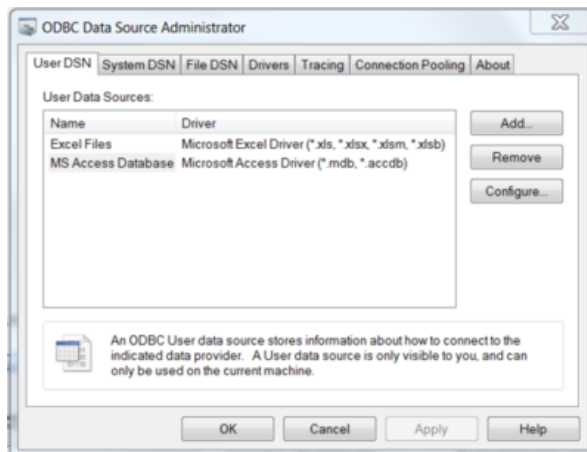 ODBC Data Source Administrator
User DSN System DSN File DSN Drivers Tracing Connection Pooling About
User Data Sources:
Name Driver
Excel Files Microsoft Excel Driver (*.xls, *.xlsx, *.xlsm, *.xlsb)
MS Access Database Microsoft Access Driver (*.mdb, *.accdb)
Add...
Remove
Configure...
An ODBC User data source stores information about how to connect to the
indicated data provider. A User data source is only visible to you, and can
only be used on the current machine.
OK Cancel Apply Help